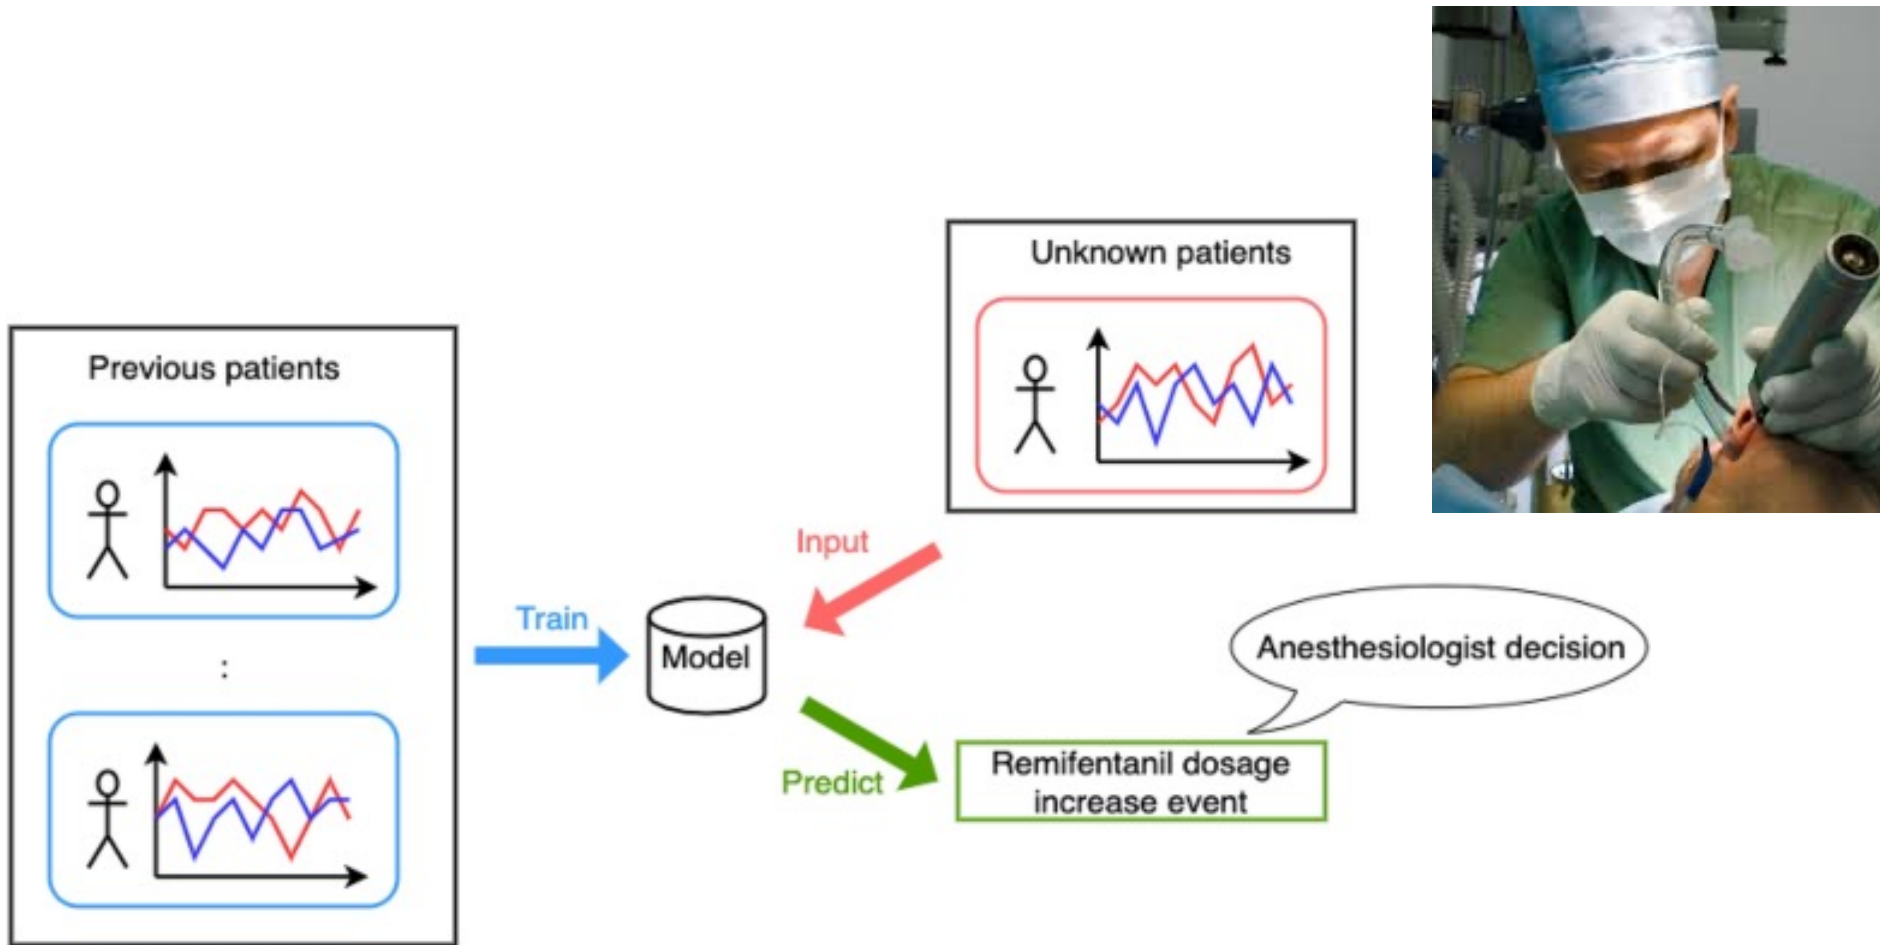 Previous patients
:
Train
Model
Unknown patients
Input
Predict
Anesthesiologist decision
Remifentanil dosage
increase event